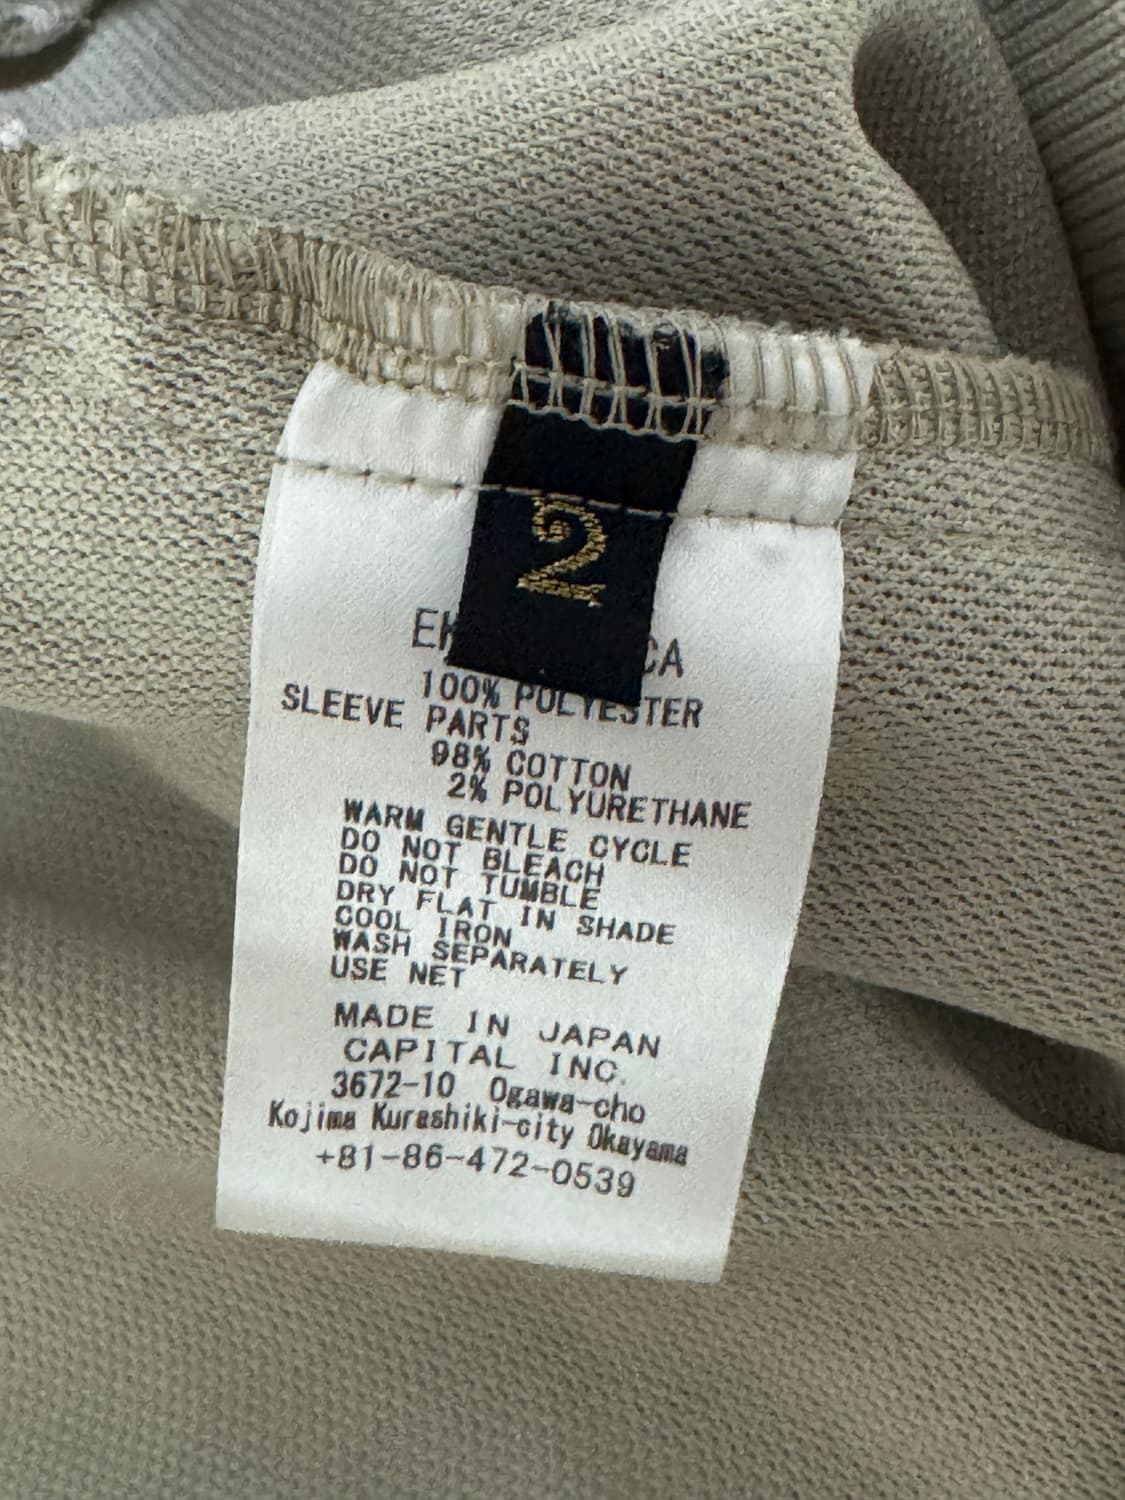 2
100% POLYESTER
SLEEVE PARTS
98% COTTON
2% POLYURETHANE
WARM GENTLE CYCLE
DO NOT BLEACH
DO NOT TUMBLE
DRY FLAT IN SHADE
COOL IRON
WASH SEPARATELY
USE NET
MADE IN JAPAN
CAPITAL INC.
3672-10 Ogawa-cho
Kojima Kurashiki-city Okayama
+81-86-472-0539